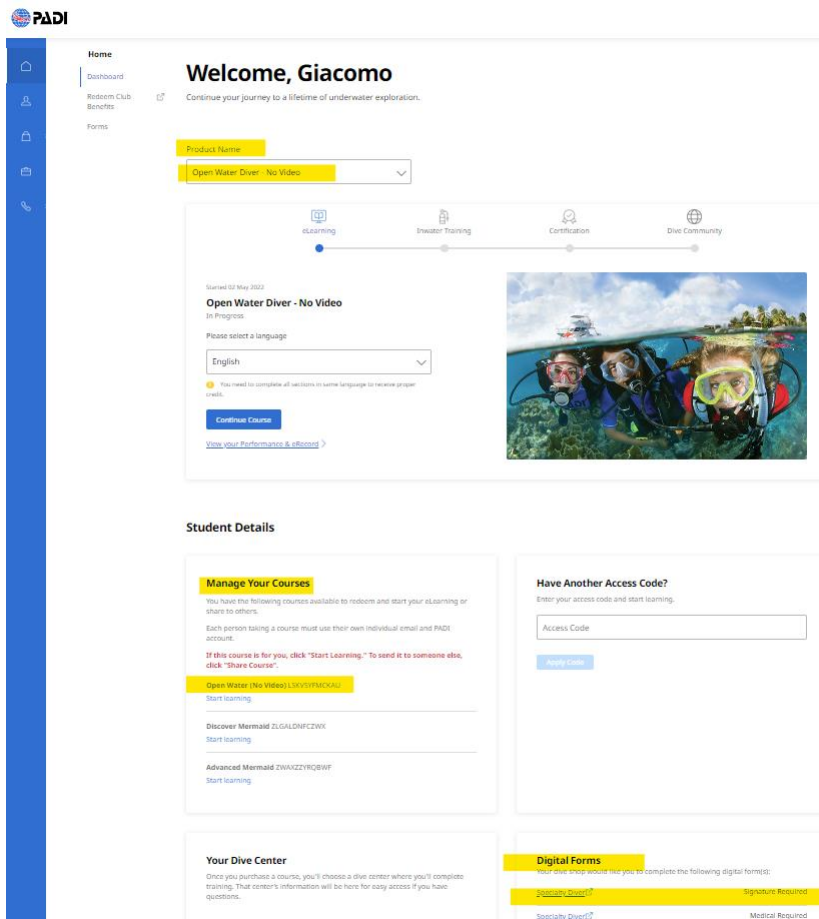 PADI
Home
Dashboard
Redeem Club
Benefits
Forms
Welcome, Giacomo
Continue your journey to a lifetime of underwater exploration.
Product Name
Open Water Diver - No Video
eLearning
Inwater Training
Certification
Dive Community
Started 02 May 2022
Open Water Diver - No Video
In Progress
Please select a language
English
You need to complete all sections in same language to receive proper
credit.
Continue Course
View your Performance & eRecord
Student Details
Manage Your Courses
You have the following courses available to redeem and start your eLearning or
share to others.
Each person taking a course must use their own individual email and PADI
account.
If this course is for you, click "Start Learning." To send it to someone else,
click "Share Course".
Open Water (No Video)
Start learning
Discover Mermaid ZLGALDNFCZWX
Start learning
Advanced Mermaid ZWAXZZYRQBWF
Start learning
Have Another Access Code?
Enter your access code and start learning.
Access Code
Apply Code
Your Dive Center
Once you purchase a course, you'll choose a dive center where you'll complete
training. That center's information will be here for easy access if you have
questions.
Digital Forms
Your dive shop would like you to complete the following digital form(s):
Specialty Diver Signature Required
Specialty Diver Medical Required